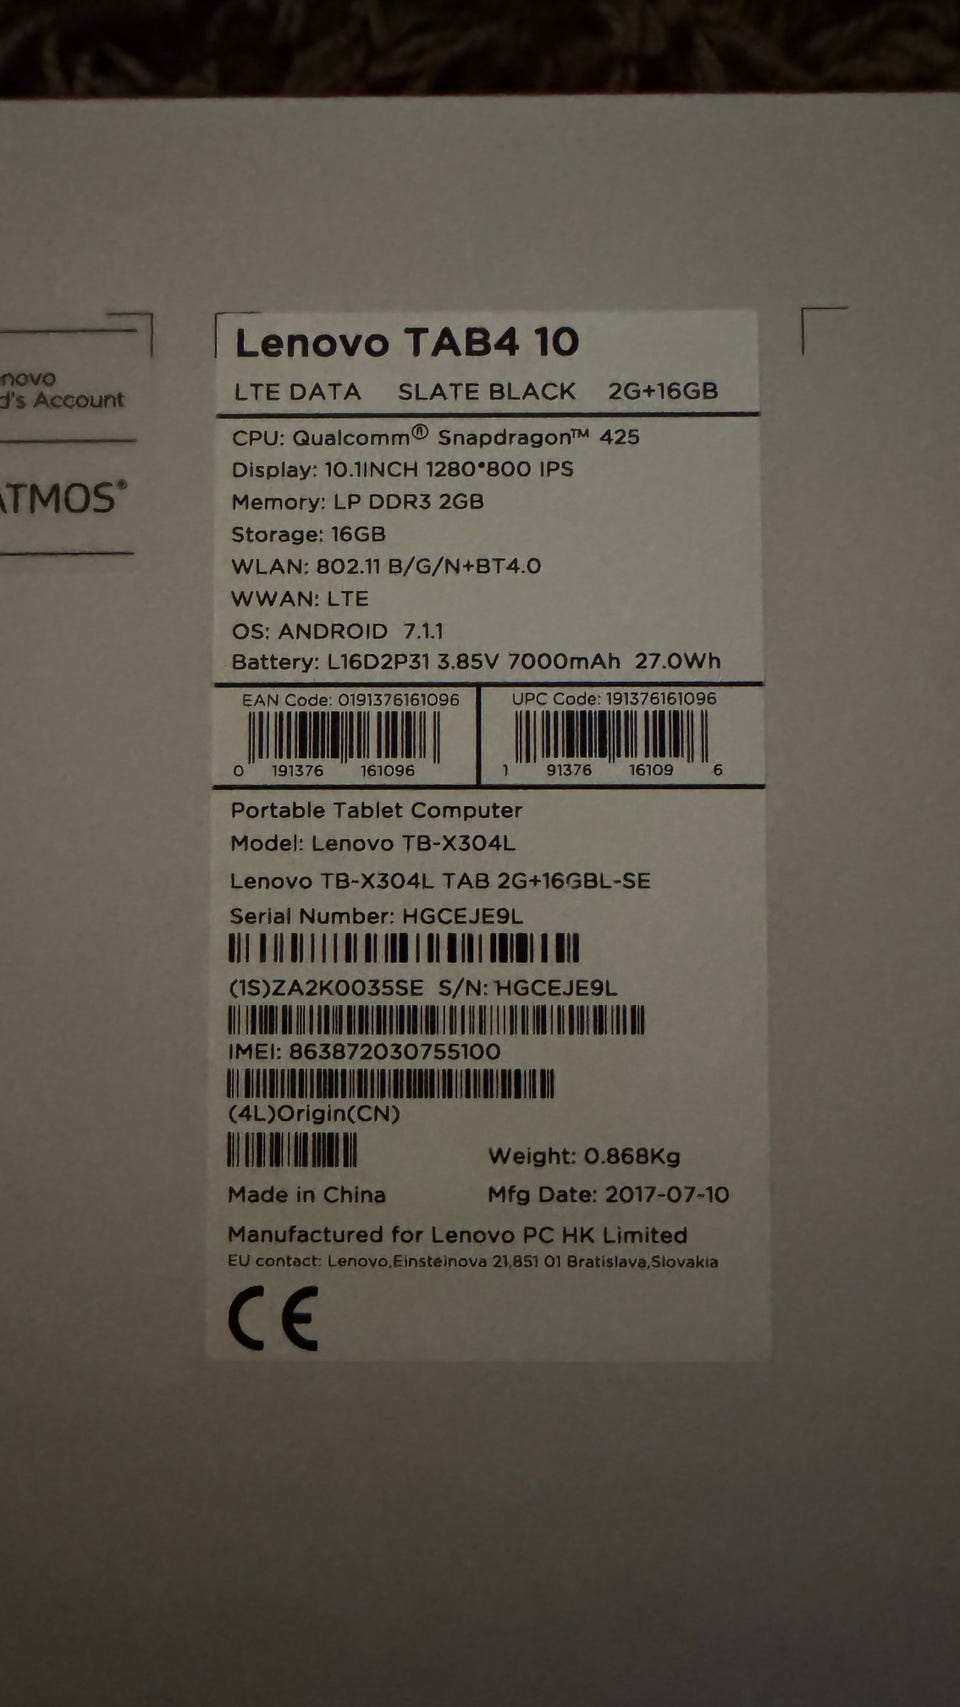 novo
d's Account
ATMOS®
Lenovo TAB4 10
LTE DATA SLATE BLACK 2G+16GB
CPU: Qualcomm® Snapdragon™ 425
Display: 10.1INCH 1280*800 IPS
Memory: LP DDR3 2GB
Storage: 16GB
WLAN: 802.11 B/G/N+BT4.0
WWAN: LTE
OS: ANDROID 7.1.1
Battery: L16D2P31 3.85V 7000mAh 27.0Wh
EAN Code: 0191376161096
0 191376 161096
UPC Code: 191376161096
1 91376 16109 6
Portable Tablet Computer
Model: Lenovo TB-X304L
Lenovo TB-X304L TAB 2G+16GBL-SE
Serial Number: HGCEJE9L
(1S)ZA2K0035SE S/N: HGCEJE9L
IMEI: 863872030755100
(4L)Origin(CN)
Weight: 0.868Kg
Made in China Mfg Date: 2017-07-10
Manufactured for Lenovo PC HK Limited
EU contact: Lenovo,Einsteinova 21,851 01 Bratislava,Slovakia
CE